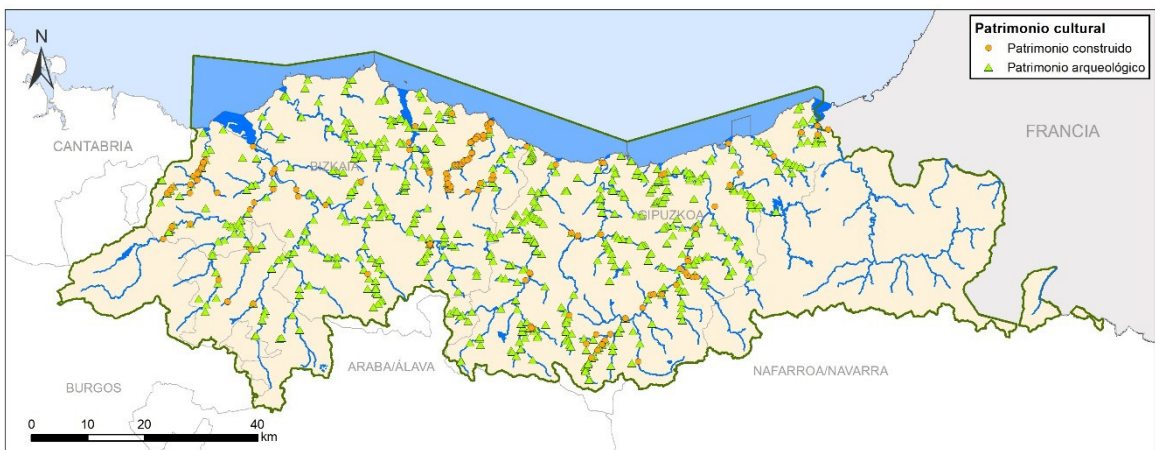 N
Patrimonio cultural
Patrimonio construido
Patrimonio arqueológico
FRANCIA
CANTABRIA
BIZKAIA
GIPUZKOA
ARABA/ÁLAVA
NAFARROA/NAVARRA
BURGOS
0 10 20 40
km